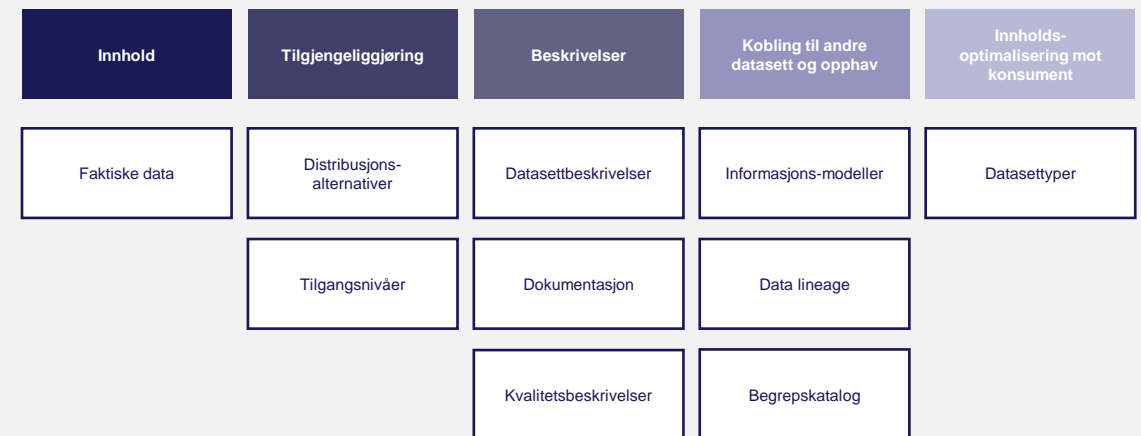 Innhold
Tilgjengeliggjøring
Beskrivelser
Kobling til andre
datasett og opphav
Innholds-
optimalisering mot
konsument
Faktiske data
Distribusjons-
alternativer
Datasettbeskrivelser
Informasjons-modeller
Datasettyper
Tilgangsnivåer
Dokumentasjon
Data lineage
Kvalitetsbeskrivelser
Begrepskatalog